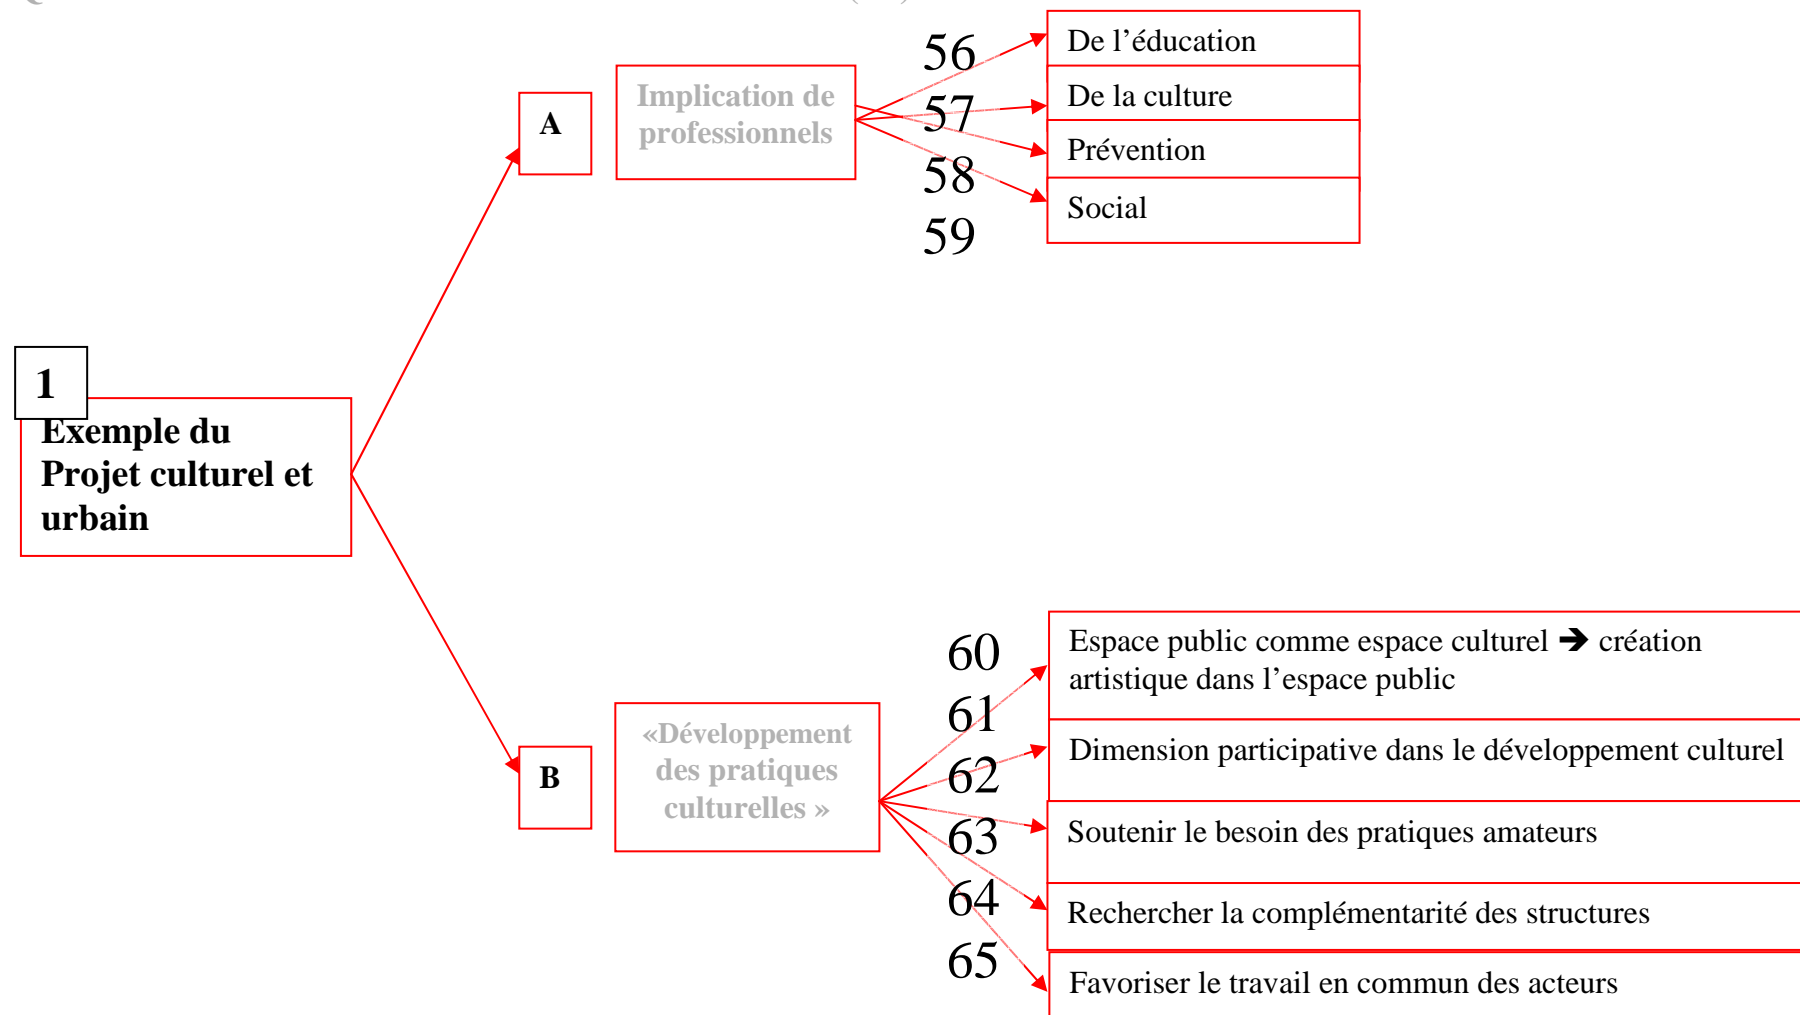 56
De l’éducation
57
De la culture
58
Prévention
59
Social
A
Implication de
professionnels
1
Exemple du
Projet culturel et
urbain
B
«Développement
des pratiques
culturelles »
60
Espace public comme espace culturel ➔ création
artistique dans l’espace public
61
Dimension participative dans le développement culturel
62
Soutenir le besoin des pratiques amateurs
63
Rechercher la complémentarité des structures
64
Favoriser le travail en commun des acteurs
65